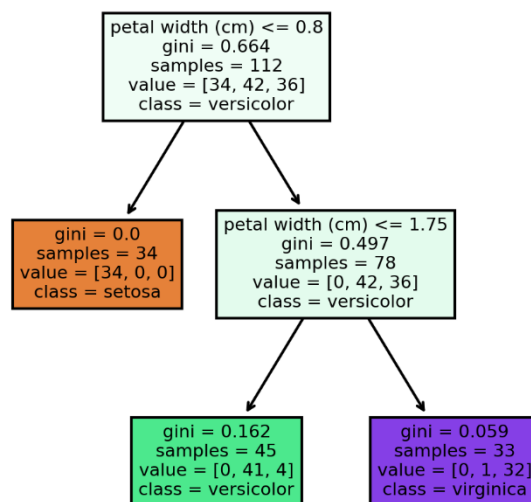 petal width (cm) <= 0.8
gini = 0.664
samples = 112
value = [34, 42, 36]
class = versicolor
gini = 0.0
samples = 34
value = [34, 0, 0]
class = setosa
petal width (cm) <= 1.75
gini = 0.497
samples = 78
value = [0, 42, 36]
class = versicolor
gini = 0.162
samples = 45
value = [0, 41, 4]
class = versicolor
gini = 0.059
samples = 33
value = [0, 1, 32]
class = virginica